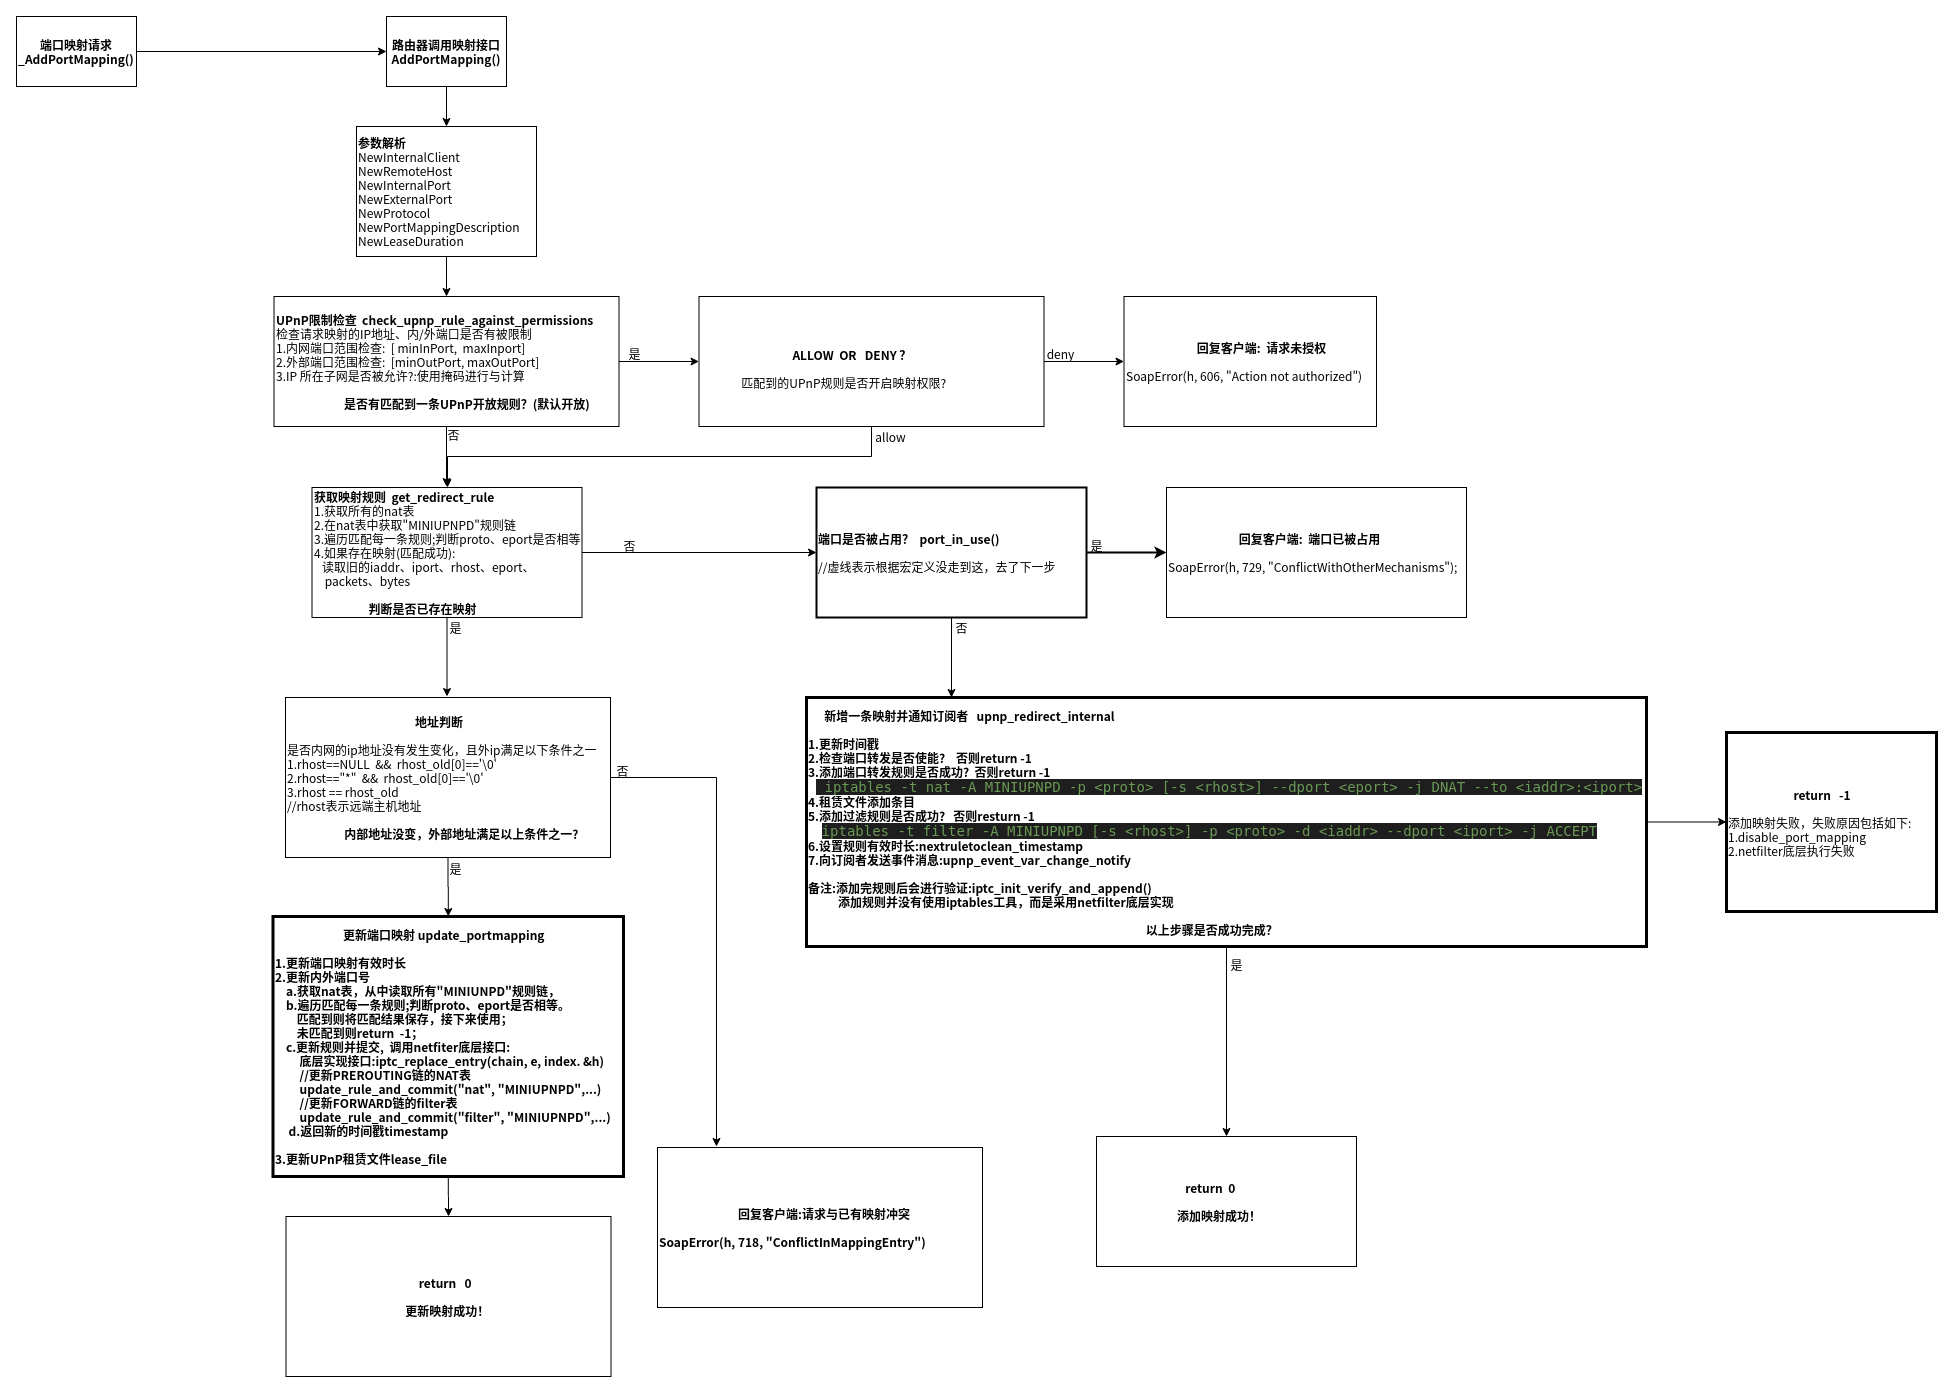 端口映射请求
_AddPortMapping()
路由器调用映射接口
AddPortMapping()
参数解析
NewInternalClient
NewRemoteHost
NewInternalPort
NewExternalPort
NewProtocol
NewPortMappingDescription
NewLeaseDuration
UPnP限制检查 check_upnp_rule_against_permissions
检查请求映射的IP地址、内/外端口是否有被限制
1.内网端口范围检查: [ minInPort, maxInport]
2.外部端口范围检查: [minOutPort, maxOutPort]
3.IP 所在子网是否被允许?:使用掩码进行与计算
是否有匹配到一条UPnP开放规则？(默认开放)
是
ALLOW OR DENY ?
匹配到的UPnP规则是否开启映射权限?
deny
回复客户端: 请求未授权
SoapError(h, 606, "Action not authorized")
否
allow
获取映射规则 get_redirect_rule
1.获取所有的nat表
2.在nat表中获取"MINIUPNPD"规则链
3.遍历匹配每一条规则;判断proto、eport是否相等
4.如果存在映射(匹配成功):
读取旧的iaddr、iport、rhost、eport、
packets、bytes
判断是否已存在映射
否
端口是否被占用? port_in_use()
//虚线表示根据宏定义没走到这，去了下一步
是
回复客户端: 端口已被占用
SoapError(h, 729, "ConflictWithOtherMechanisms");
是
否
地址判断
是否内网的ip地址没有发生变化，且外ip满足以下条件之一
1.rhost==NULL && rhost_old[0]=='\0'
2.rhost=="*" && rhost_old[0]=='\0'
3.rhost == rhost_old
//rhost表示远端主机地址
内部地址没变，外部地址满足以上条件之一?
否
新增一条映射并通知订阅者 upnp_redirect_internal
1.更新时间戳
2.检查端口转发是否使能? 否则return -1
3.添加端口转发规则是否成功? 否则return -1
iptables -t nat -A MINIUPNPD -p <proto> [-s <rhost>] --dport <eport> -j DNAT --to <iaddr>:<iport>
4.租赁文件添加条目
5.添加过滤规则是否成功? 否则resturn -1
iptables -t filter -A MINIUPNPD [-s <rhost>] -p <proto> -d <iaddr> --dport <iport> -j ACCEPT
6.设置规则有效时长:nextruletoclean_timestamp
7.向订阅者发送事件消息:upnp_event_var_change_notify
备注:添加完规则后会进行验证:iptc_init_verify_and_append()
添加规则并没有使用iptables工具，而是采用netfilter底层实现
以上步骤是否成功完成?
return -1
添加映射失败，失败原因包括如下:
1.disable_port_mapping
2.netfilter底层执行失败
是
更新端口映射 update_portmapping
1.更新端口映射有效时长
2.更新内外端口号
a.获取nat表，从中读取所有"MINIUNPD"规则链，
b.遍历匹配每一条规则;判断proto、eport是否相等。
匹配到则将匹配结果保存，接下来使用；
未匹配到则return -1；
c.更新规则并提交, 调用netfiter底层接口:
底层实现接口:iptc_replace_entry(chain, e, index. &h)
//更新PREROUTING链的NAT表
update_rule_and_commit("nat", "MINIUPNPD",...)
//更新FORWARD链的filter表
update_rule_and_commit("filter", "MINIUPNPD",...)
d.返回新的时间戳timestamp
3.更新UPnP租赁文件lease_file
是
回复客户端:请求与已有映射冲突
SoapError(h, 718, "ConflictInMappingEntry")
return 0
添加映射成功！
return 0
更新映射成功！